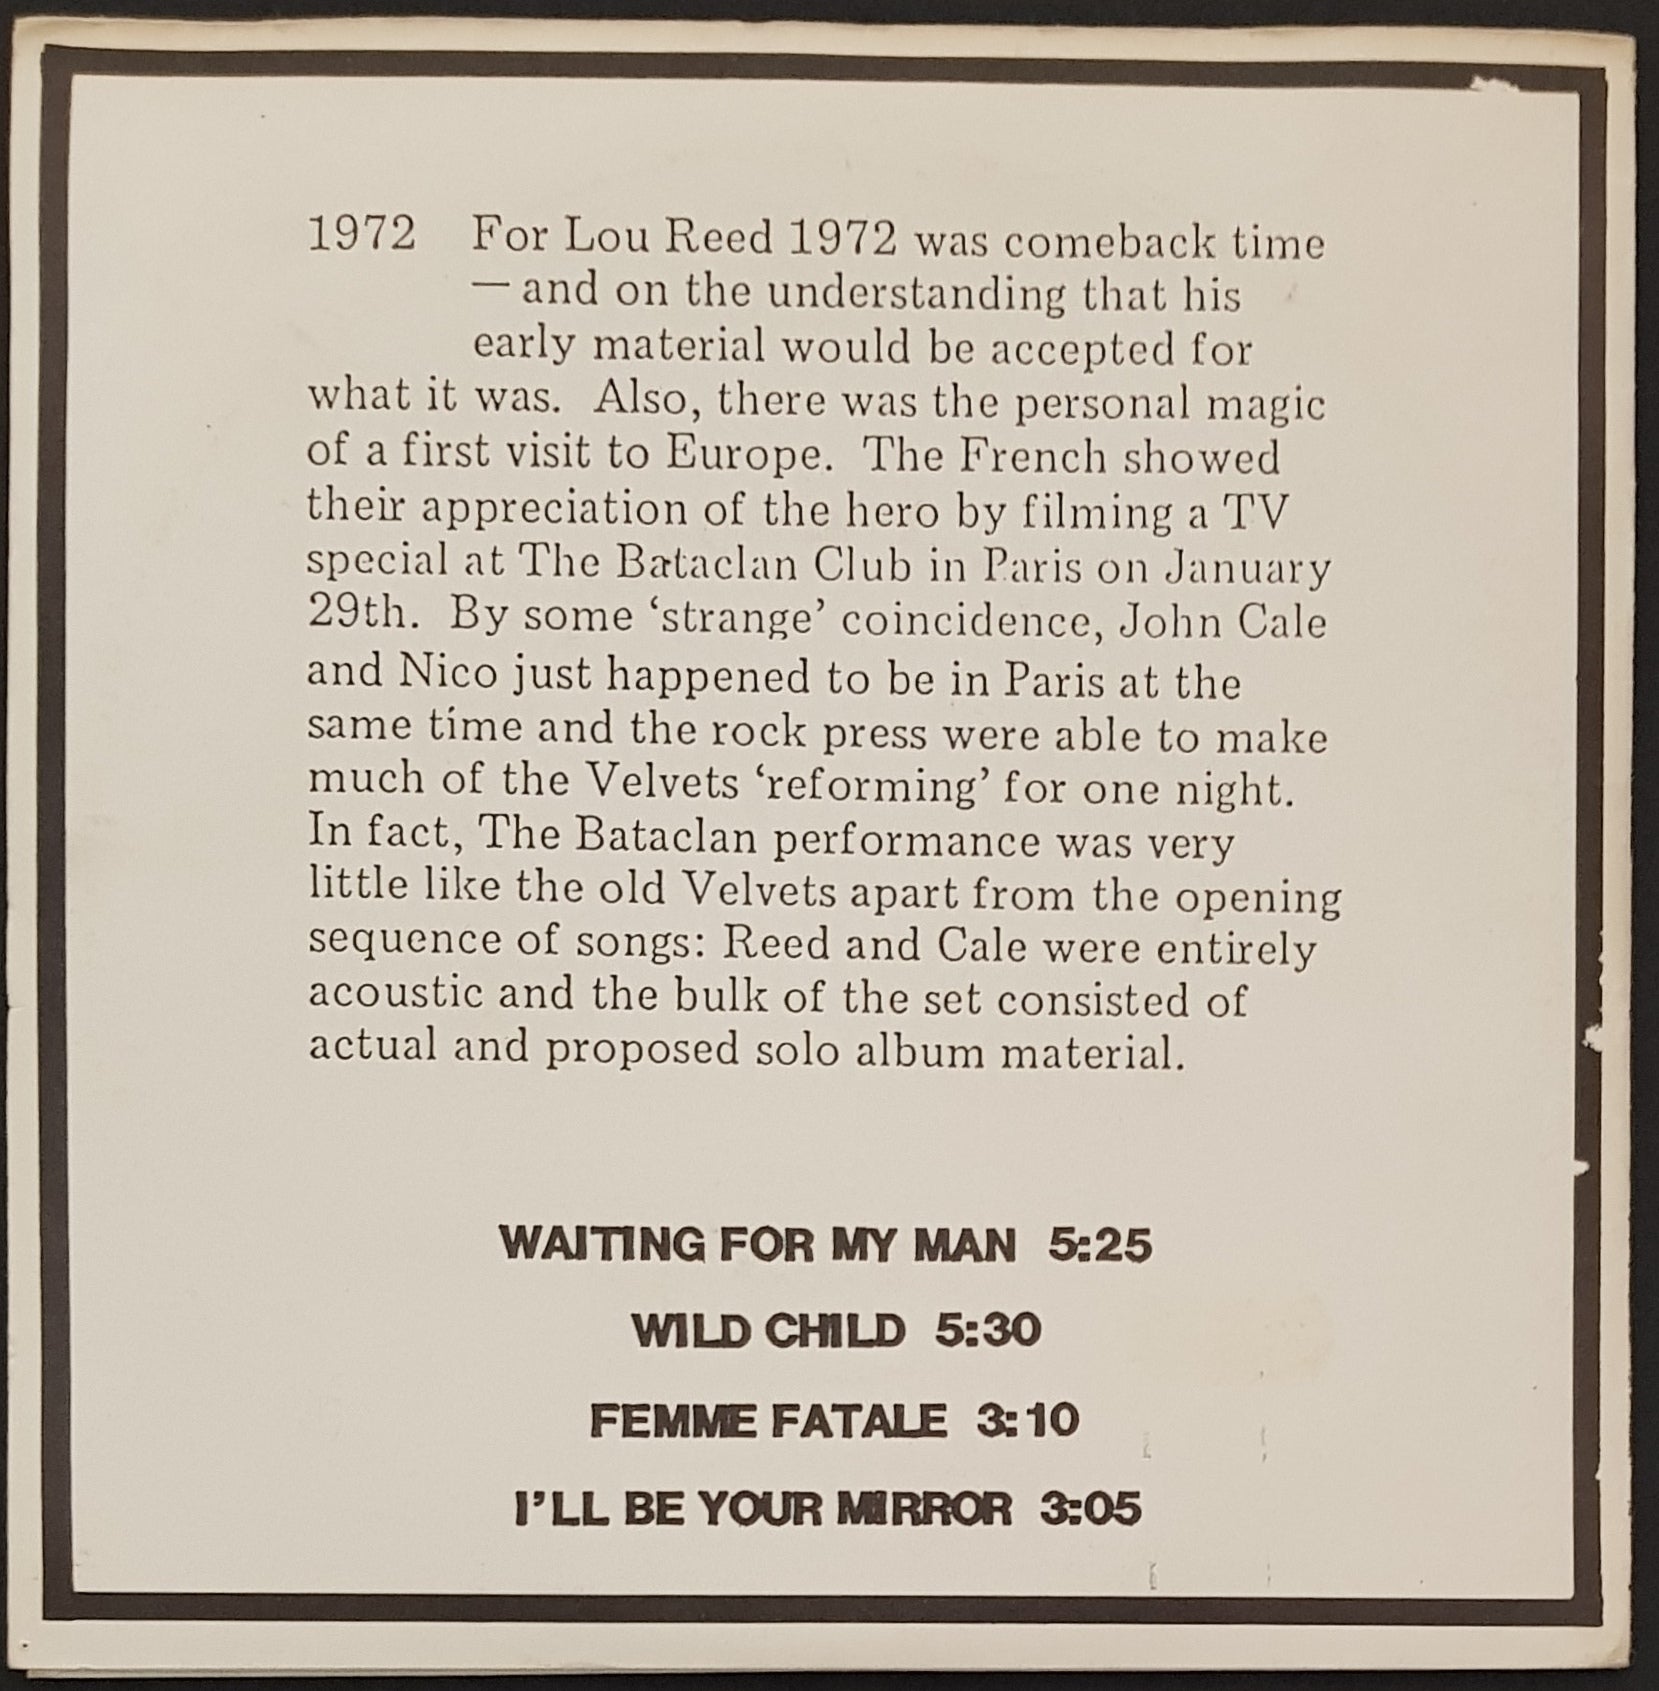 1972 For Lou Reed 1972 was comeback time
— and on the understanding that his
early material would be accepted for
what it was. Also, there was the personal magic
of a first visit to Europe. The French showed
their appreciation of the hero by filming a TV
special at The Bataclan Club in Paris on January
29th. By some ‘strange’ coincidence, John Cale
and Nico just happened to be in Paris at the
same time and the rock press were able to make
much of the Velvets ‘reforming’ for one night.
In fact, The Bataclan performance was very
little like the old Velvets apart from the opening
sequence of songs: Reed and Cale were entirely
acoustic and the bulk of the set consisted of
actual and proposed solo album material.
WAITING FOR MY MAN 5:25
WILD CHILD 5:30
FEMME FATALE 3:10
I’LL BE YOUR MIRROR 3:05